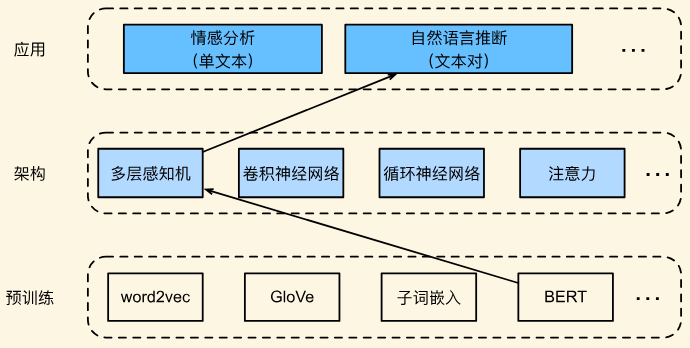 应用
情感分析
（单文本）
自然语言推断
（文本对）
...
架构
多层感知机
卷积神经网络
循环神经网络
注意力
...
预训练
word2vec
GloVe
子词嵌入
BERT
...